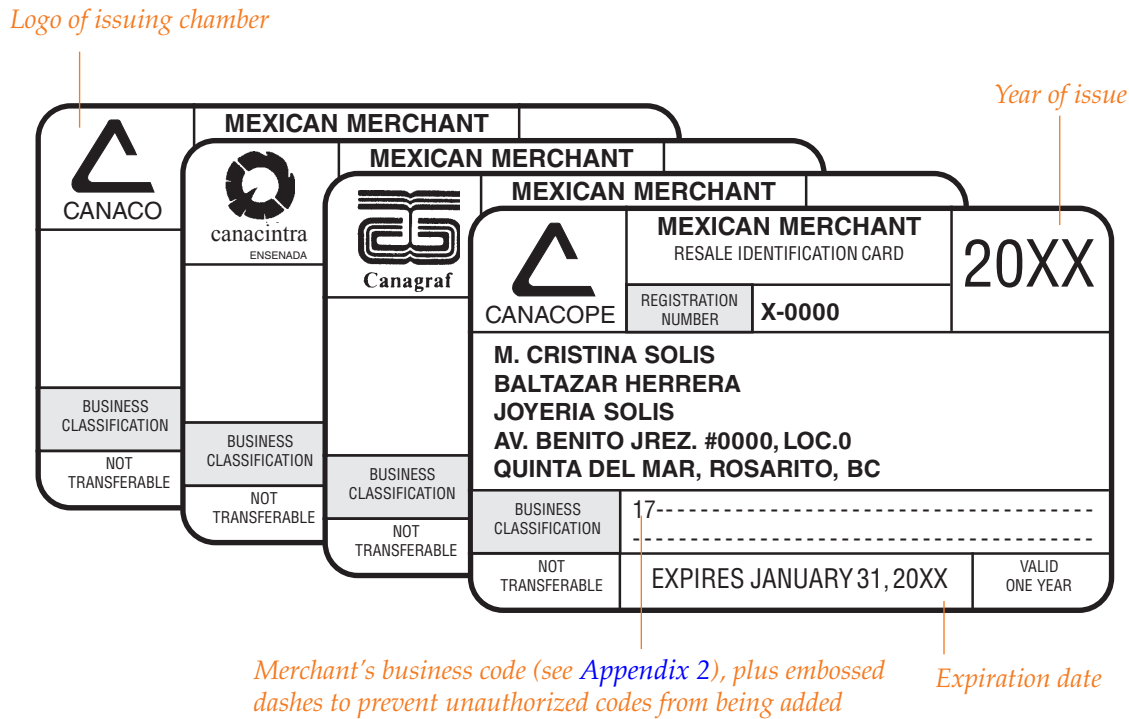 Logo of issuing chamber
Year of issue
MEXICAN MERCHANT
CANACO
BUSINESS
CLASSIFICATION
NOT
TRANSFERABLE
MEXICAN MERCHANT
canacintra
ENSENADA
BUSINESS
CLASSIFICATION
NOT
TRANSFERABLE
MEXICAN MERCHANT
Canagraf
BUSINESS
CLASSIFICATION
NOT
TRANSFERABLE
CANACOPE
MEXICAN MERCHANT
RESALE IDENTIFICATION CARD
REGISTRATION
NUMBER
X-0000
20XX
M. CRISTINA SOLIS
BALTAZAR HERRERA
JOYERIA SOLIS
AV. BENITO JREZ. #0000, LOC.0
QUINTA DEL MAR, ROSARITO, BC
BUSINESS
CLASSIFICATION
17- - - - - - - - - - - - - - - - - - - - - - - - - - - - - - - -
- - - - - - - - - - - - - - - - - - - - - - - - - - - - - - - - - -
NOT
TRANSFERABLE
EXPIRES JANUARY 31, 20XX
VALID
ONE YEAR
Merchant's business code (see Appendix 2), plus embossed
dashes to prevent unauthorized codes from being added
Expiration date